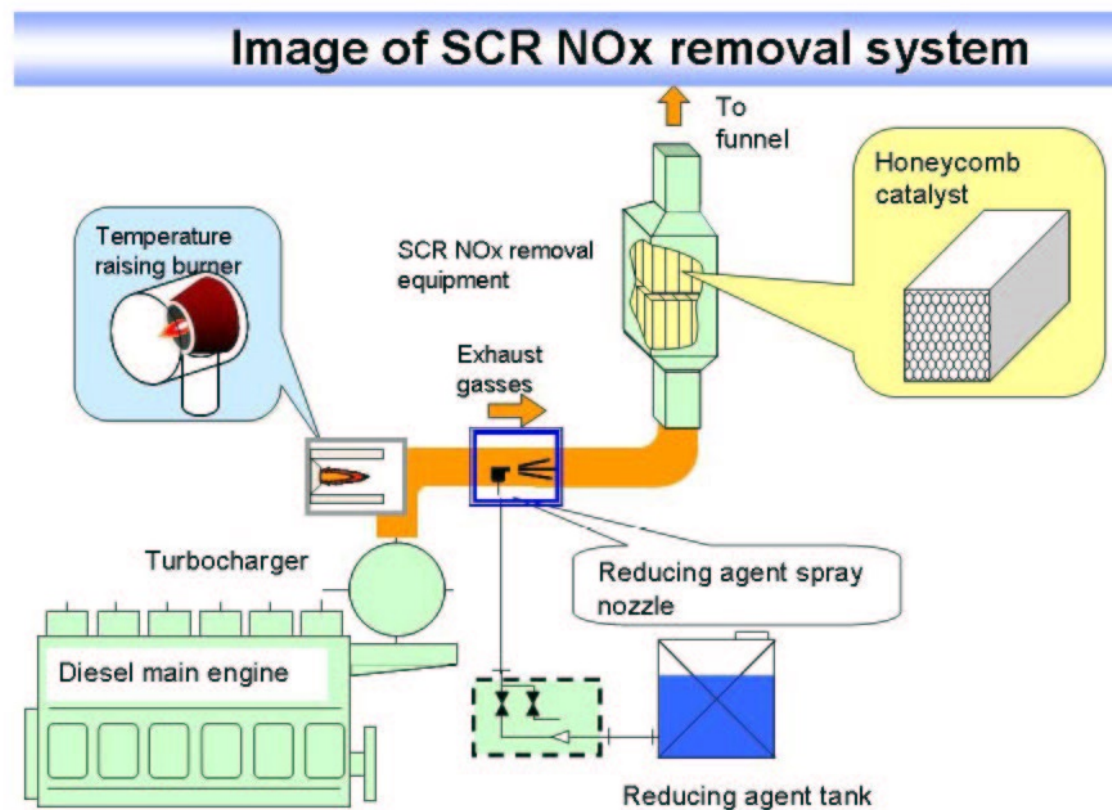 Image of SCR NOx removal system
To
funnel
Honeycomb
catalyst
Temperature
raising burner
SCR NOx removal
equipment
Exhaust
gasses
Turbocharger
Reducing agent spray
nozzle
Diesel main engine
Reducing agent tank